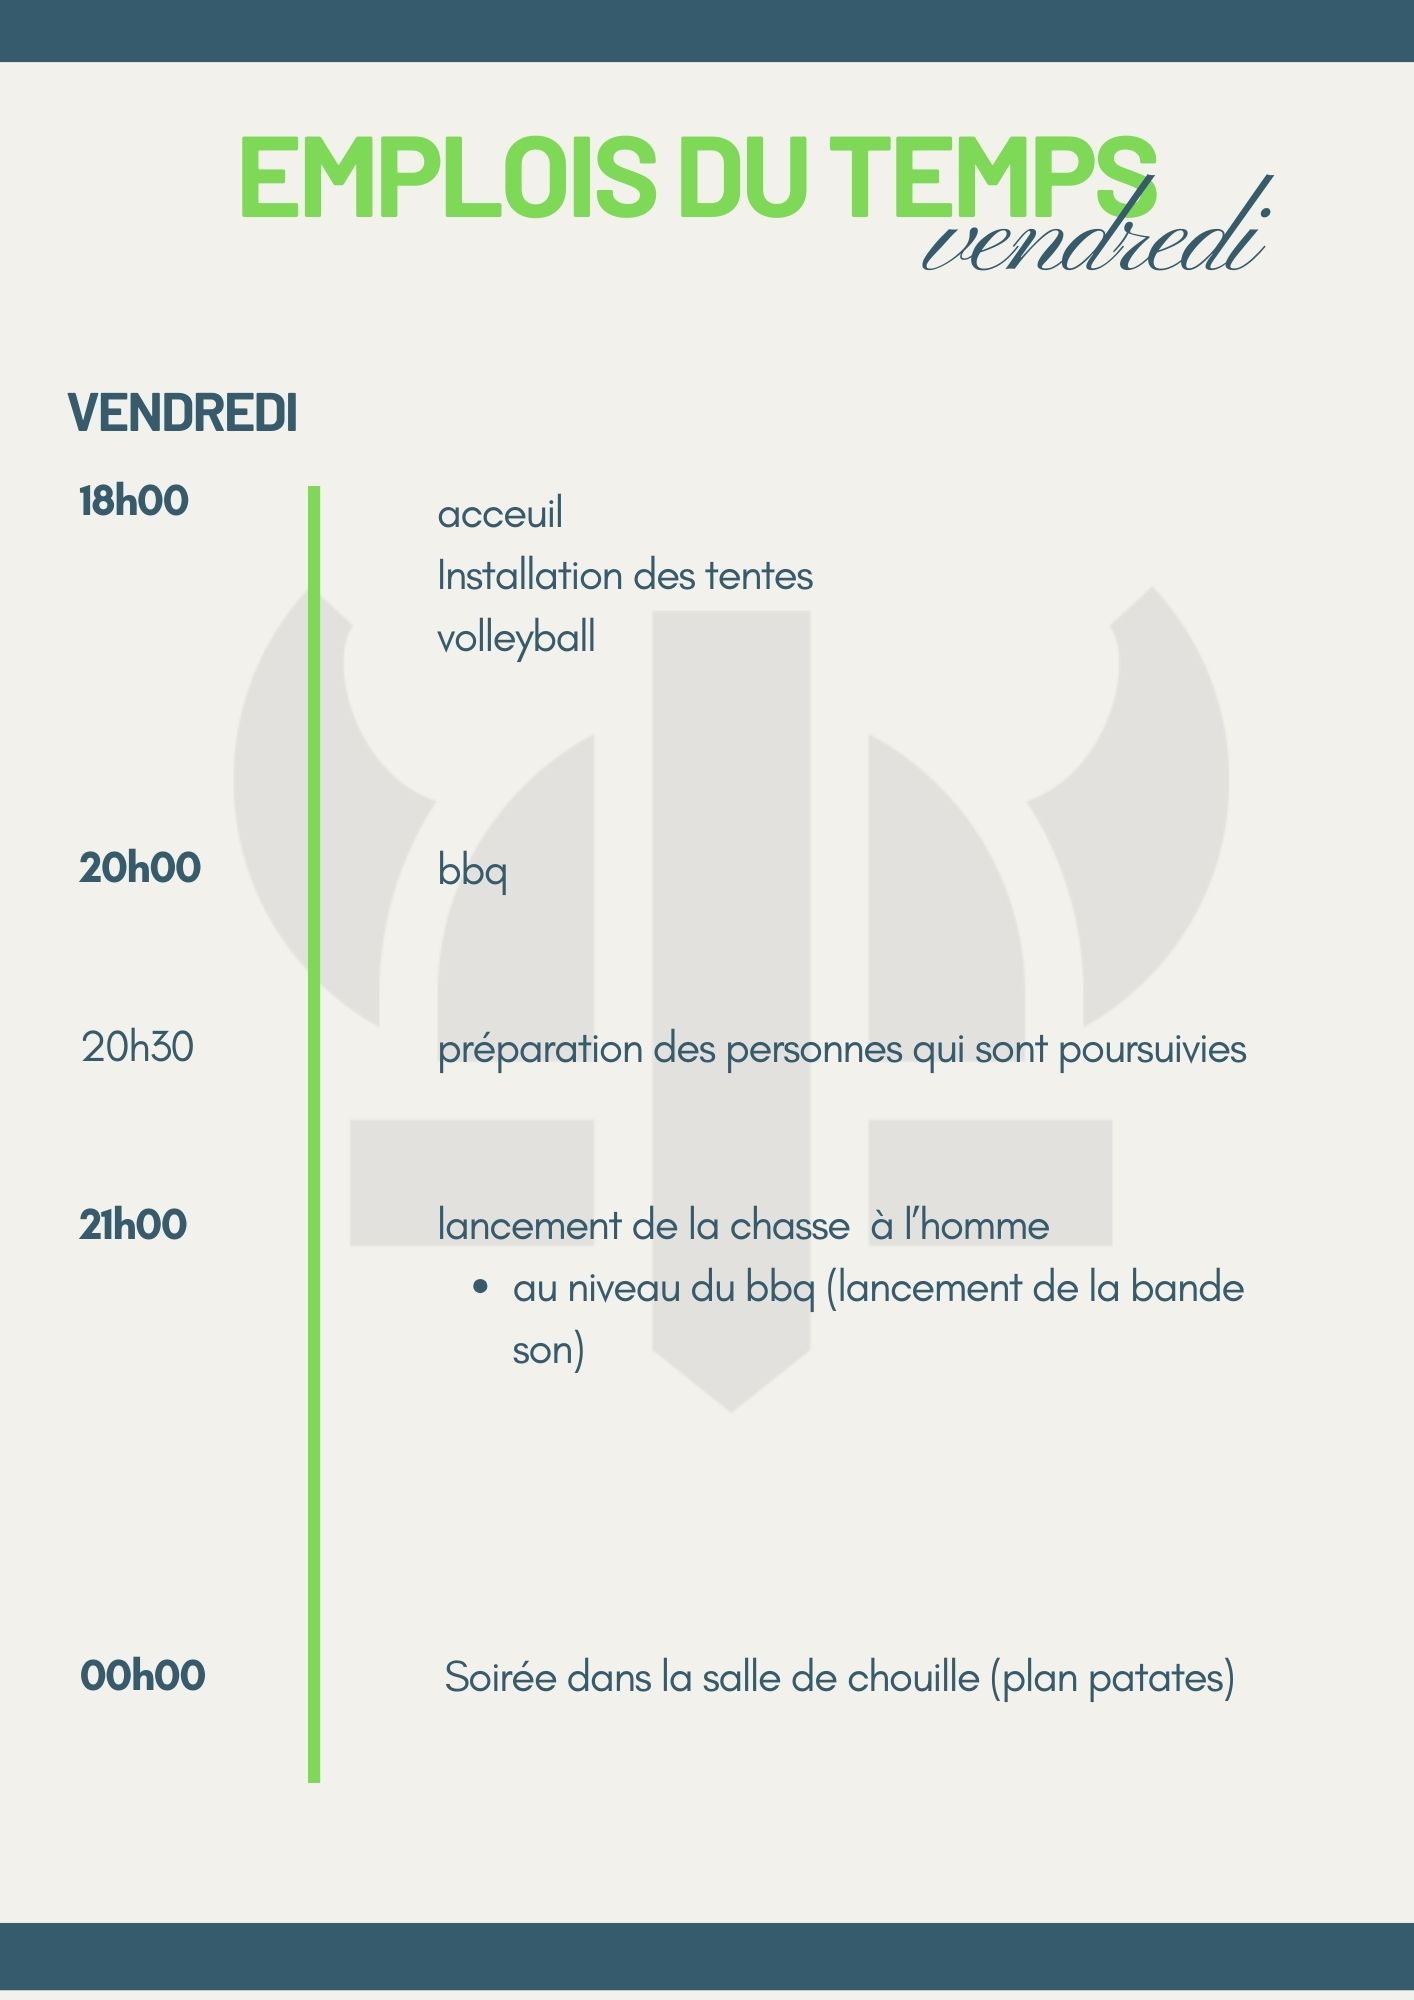 EMPLOIS DU TEMPS
vendredi
VENDREDI
18h00
acceuil
Installation des tentes
volleyball
20h00
bbq
20h30
préparation des personnes qui sont poursuivies
21h00
lancement de la chasse  à l’homme
• au niveau du bbq (lancement de la bande
son)
00h00
Soirée dans la salle de chouille (plan patates)